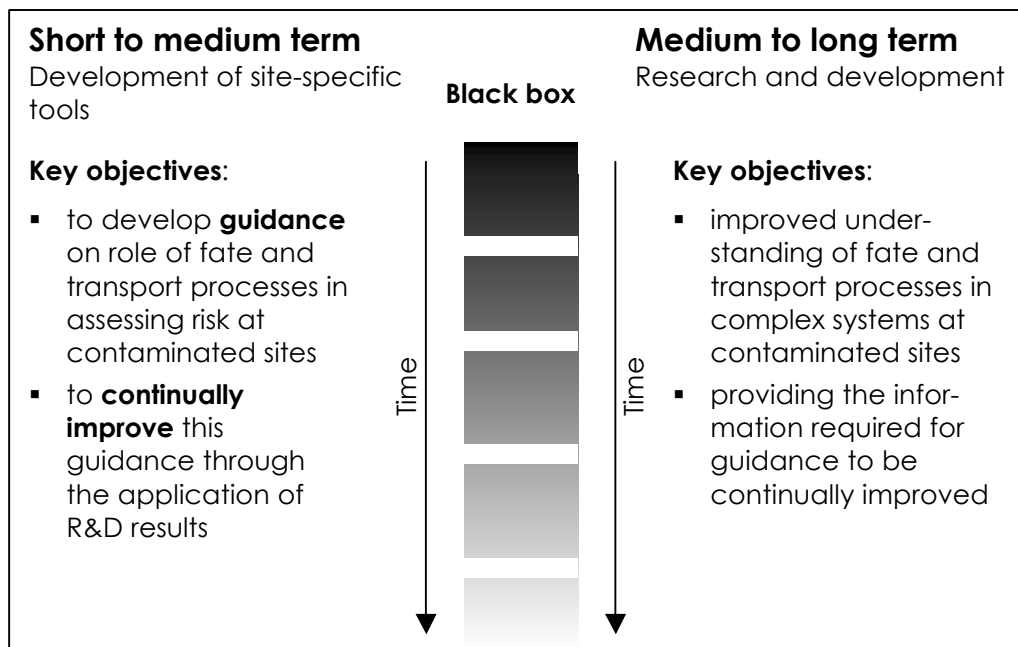 Short to medium term
Development of site-specific
tools
Key objectives:
▪ to develop guidance
on role of fate and
transport processes in
assessing risk at
contaminated sites
▪ to continually
improve this
guidance through
the application of
R&D results
Time
Black box
Time
Medium to long term
Research and development
Key objectives:
▪ improved under-
standing of fate and
transport processes in
complex systems at
contaminated sites
▪ providing the infor-
mation required for
guidance to be
continually improved